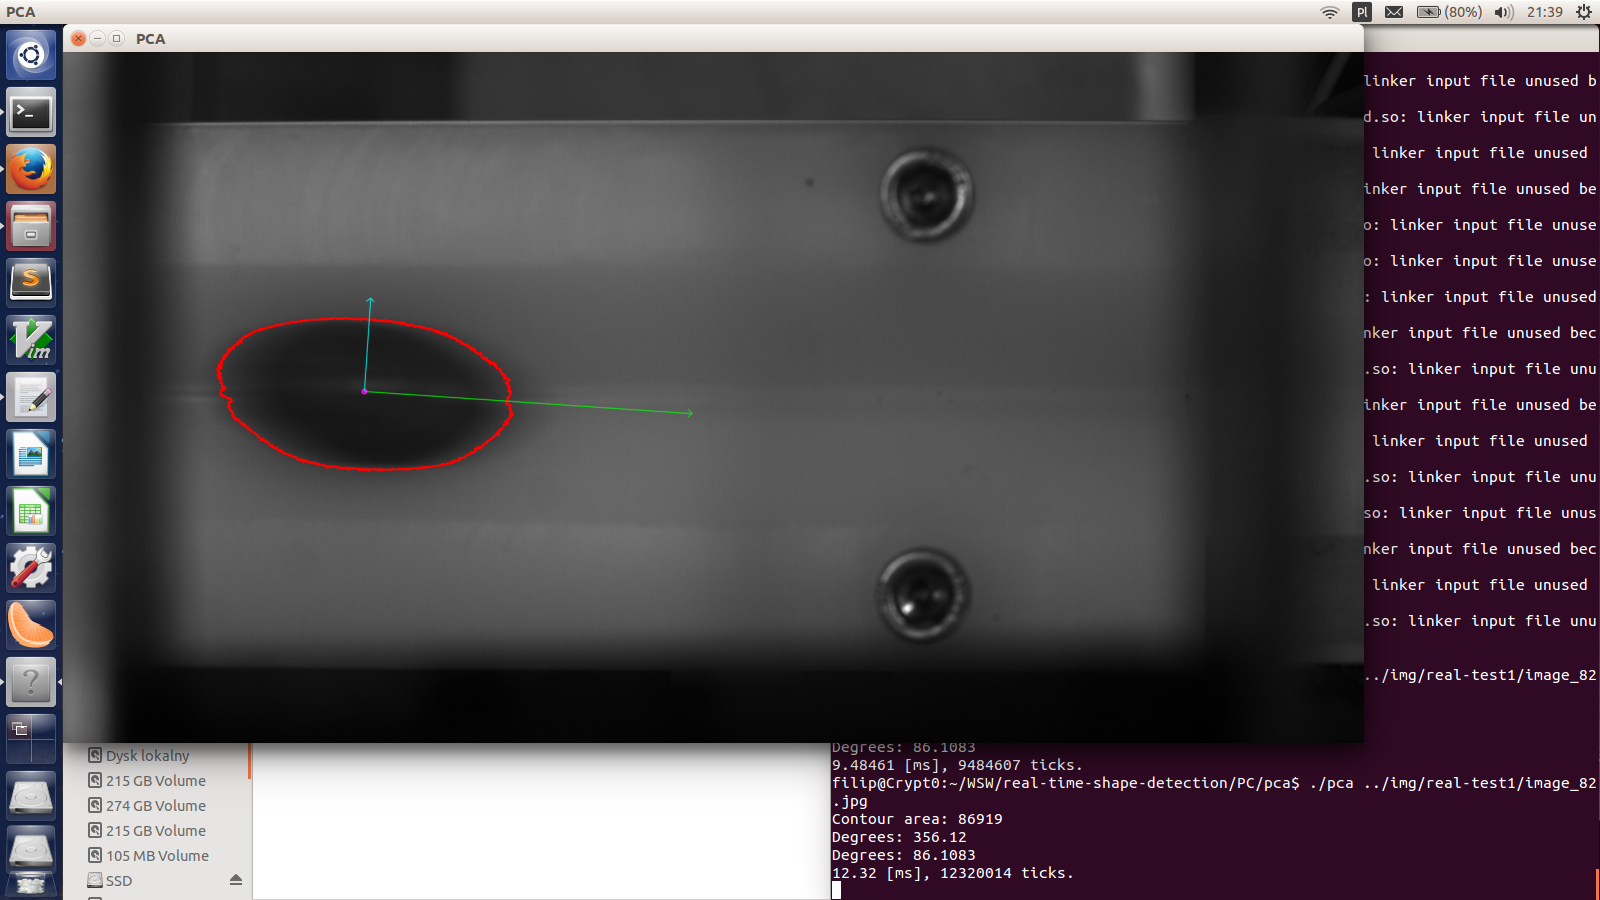 PCA
Pl
(80%)
21:39
PCA
linker input file unused b
d.so: linker input file un
linker input file unused
inker input file unused be
o: linker input file unuse
o: linker input file unuse
: linker input file unused
nker input file unused bec
.so: linker input file unu
inker input file unused be
linker input file unused
.so: linker input file unu
so: linker input file unus
nker input file unused bec
linker input file unused
.so: linker input file unu
../img/real-test1/image_82
Degrees: 86.1083
9.48461 [ms], 9484607 ticks.
filip@Crypt0:~/WSW/real-time-shape-detection/PC/pca$ ./pca ../img/real-test1/image_82
.jpg
Contour area: 86919
Degrees: 356.12
Degrees: 86.1083
12.32 [ms], 12320014 ticks.
Dysk lokalny
215 GB Volume
274 GB Volume
215 GB Volume
105 MB Volume
SSD
>_
S
Vim
?